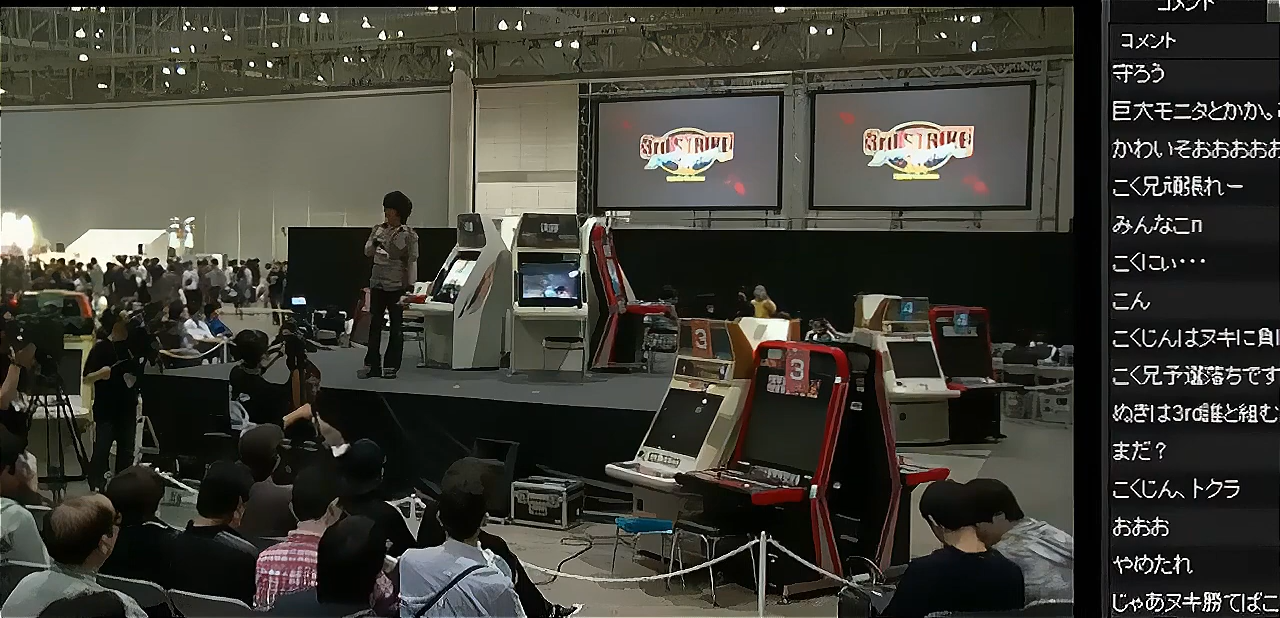 3rd STRIKE
3rd STRIKE
3
3
コメント
コメント
守ろう
巨大モニタとかか。
かわいそおおおおお
こく兄頑張れー
みんなこn
こくにぃ・・・
こん
こくじんはヌキに負
こく兄予選落ちです
ぬきは3rd誰と組む
まだ？
こくじん、トクラ
おおお
やめたれ
じゃあヌキ勝てばこ